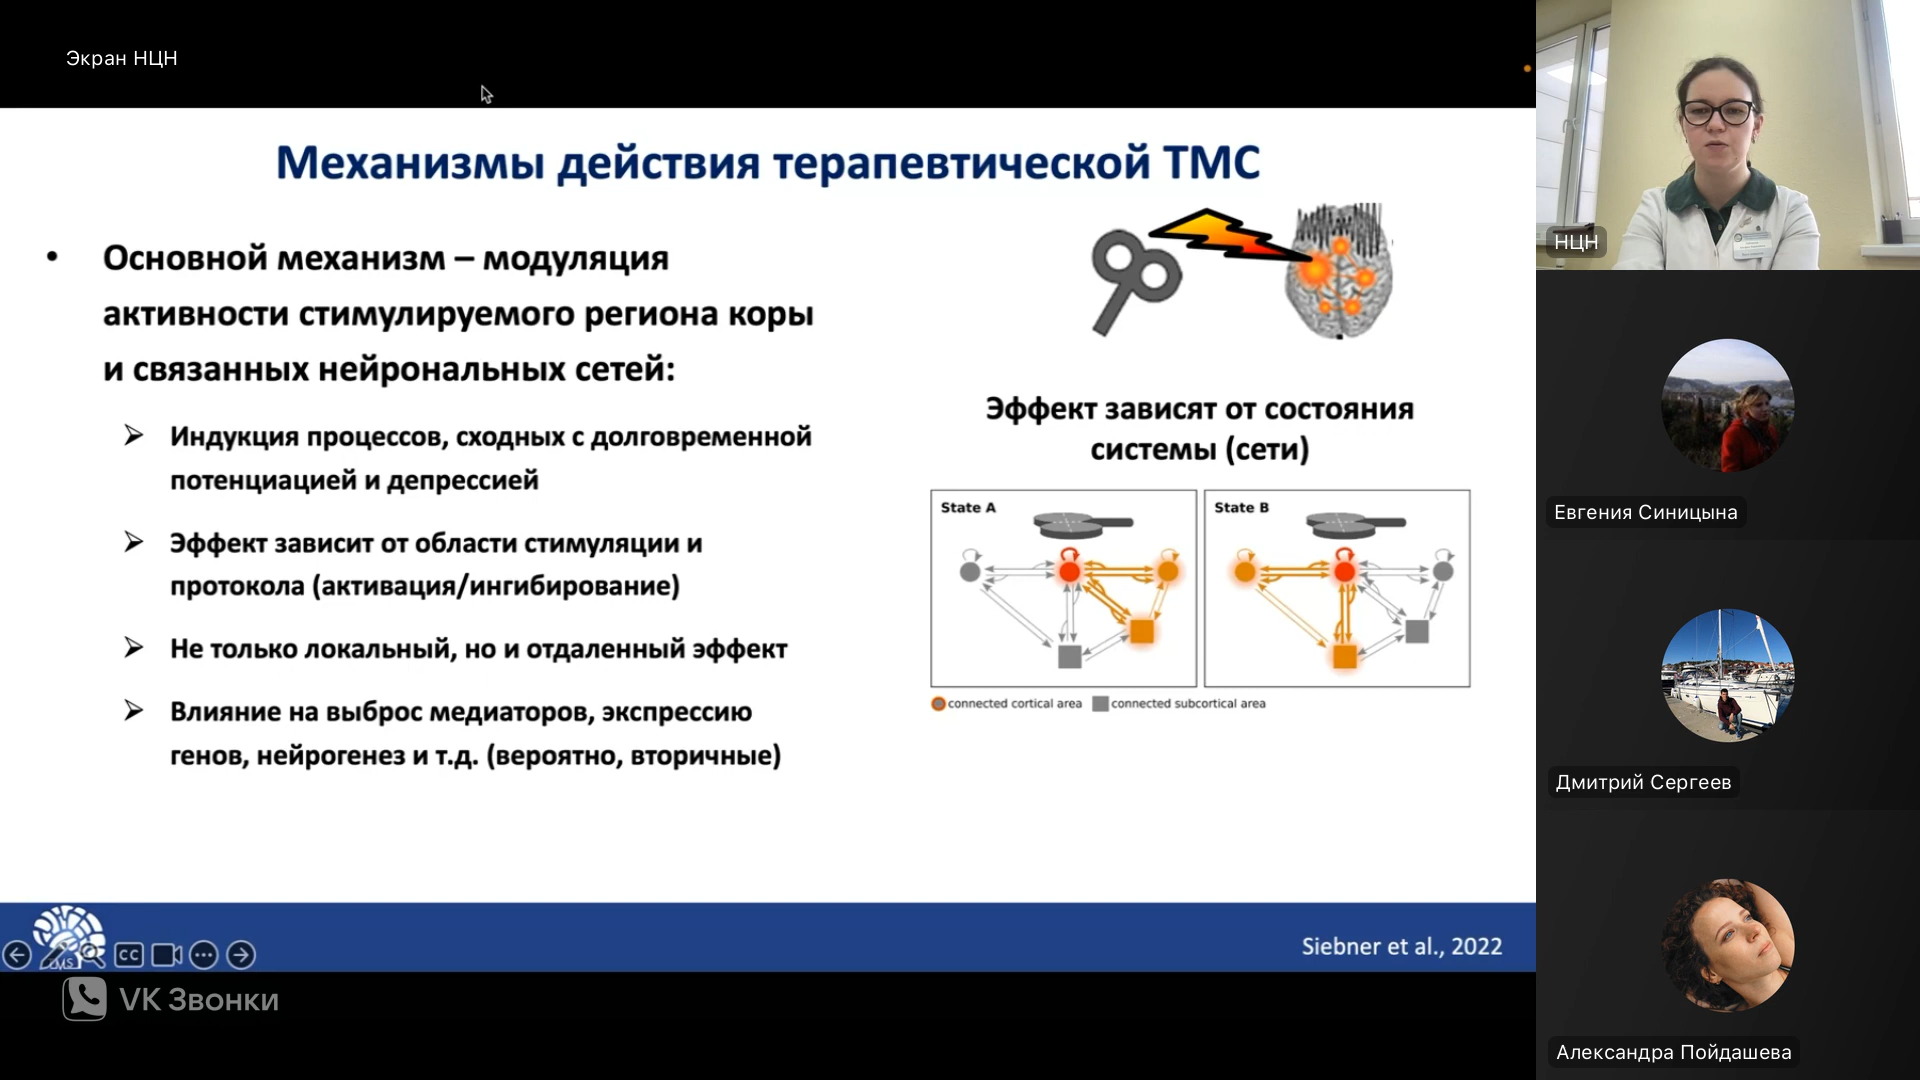 Экран НЦН
Механизмы действия терапевтической ТМС
• Основной механизм – модуляция
активности стимулируемого региона коры
и связанных нейрональных сетей:
➢ Индукция процессов, сходных с долговременной
потенциацией и депрессией
➢ Эффект зависит от области стимуляции и
протокола (активация/ингибирование)
➢ Не только локальный, но и отдаленный эффект
➢ Влияние на выброс медиаторов, экспрессию
генов, нейрогенез и т.д. (вероятно, вторичные)
Эффект зависят от состояния
системы (сети)
State A
State B
connected cortical area
connected subcortical area
Siebner et al., 2022
CC
VK Звонки
НЦН
Евгения Синицына
Дмитрий Сергеев
Александра Пойдашева